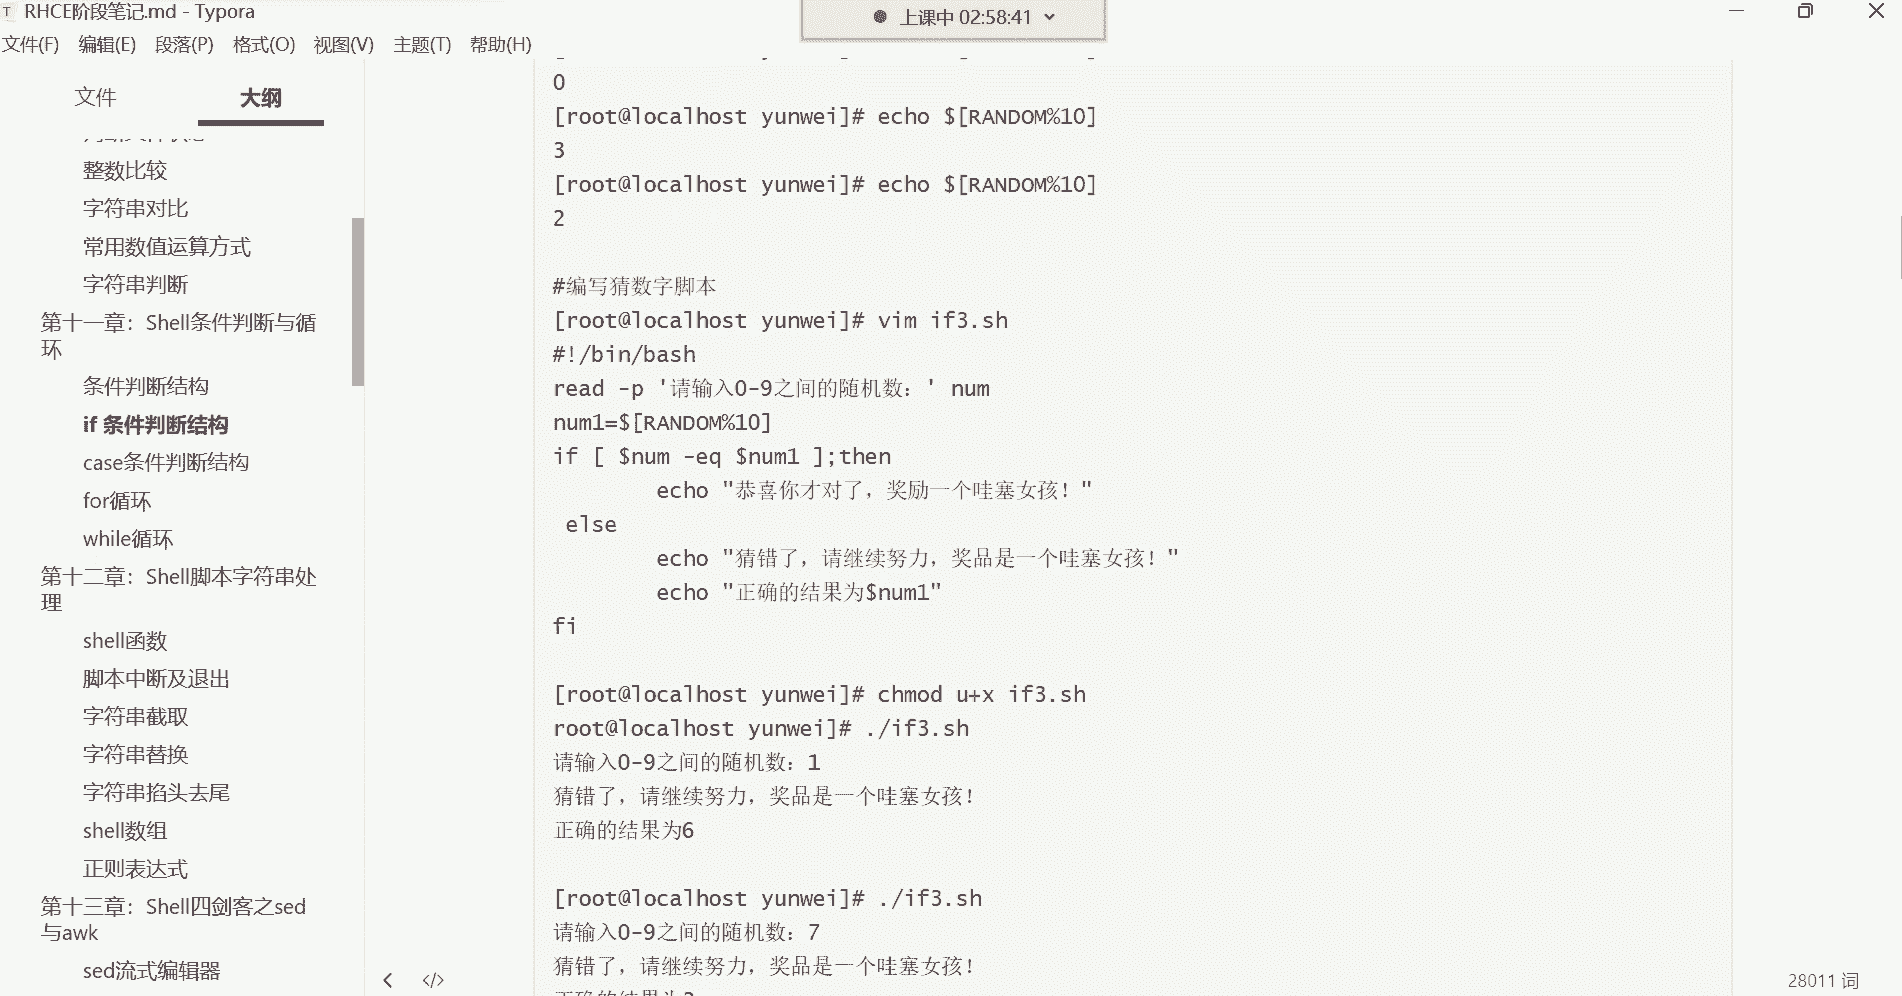 RHCE阶段笔记.md - Typora
上课中 02:58:41
文件(F) 编辑(E) 段落(P) 格式(O) 视图(V) 主题(T) 帮助(H)
文件 大纲
整数比较
字符串对比
常用数值运算方式
字符串判断
第十一章：Shell条件判断与循
环
条件判断结构
if 条件判断结构
case条件判断结构
for循环
while循环
第十二章：Shell脚本字符串处
理
shell函数
脚本中断及退出
字符串截取
字符串替换
字符串掐头去尾
shell数组
正则表达式
第十三章：Shell四剑客之sed
与awk
sed流式编辑器
0
[root@localhost yunwei]# echo $[RANDOM%10]
3
[root@localhost yunwei]# echo $[RANDOM%10]
2
#编写猜数字脚本
[root@localhost yunwei]# vim if3.sh
#!/bin/bash
read -p '请输入0-9之间的随机数：' num
num1=$[RANDOM%10]
if [ $num -eq $num1 ];then
echo "恭喜你才对了，奖励一个哇塞女孩！"
else
echo "猜错了，请继续努力，奖品是一个哇塞女孩！"
echo "正确的结果为$num1"
fi
[root@localhost yunwei]# chmod u+x if3.sh
root@localhost yunwei]# ./if3.sh
请输入0-9之间的随机数：1
猜错了，请继续努力，奖品是一个哇塞女孩！
正确的结果为6
[root@localhost yunwei]# ./if3.sh
请输入0-9之间的随机数：7
猜错了，请继续努力，奖品是一个哇塞女孩！
28011 词